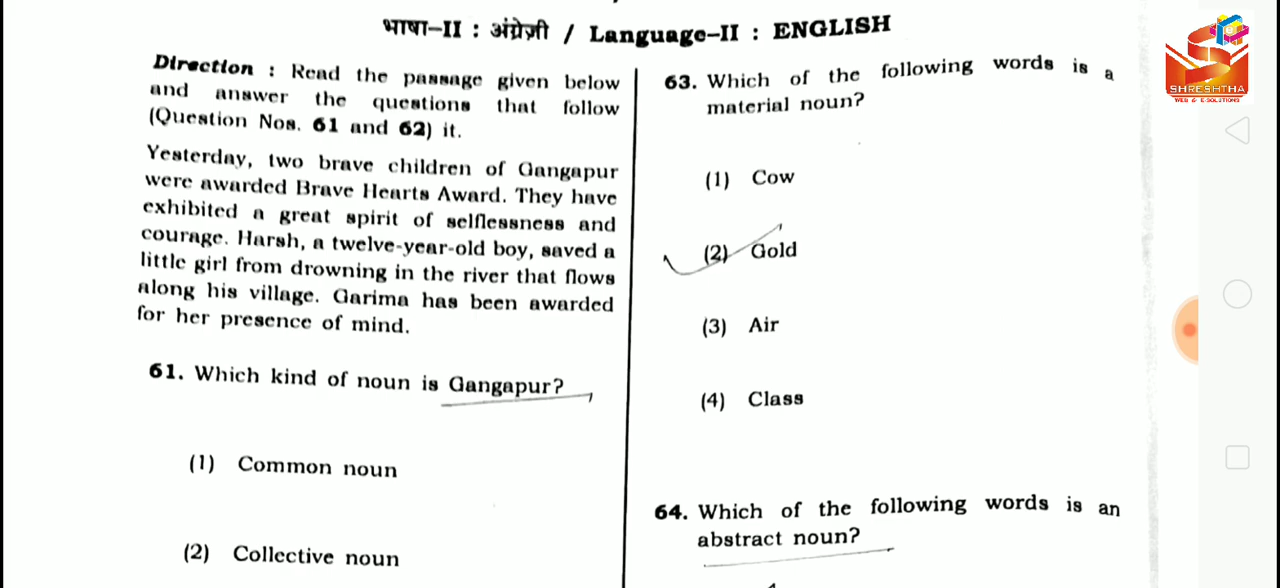 भाषा-II : अंग्रेज़ी / Language-II : ENGLISH
Direction : Read the passage given below
and answer the questions that follow
(Question Nos. 61 and 62) it.
Yesterday, two brave children of Gangapur
were awarded Brave Hearts Award. They have
exhibited a great spirit of selflessness and
courage. Harsh, a twelve-year-old boy, saved a
little girl from drowning in the river that flows
along his village. Garima has been awarded
for her presence of mind.
61. Which kind of noun is Gangapur?
(1) Common noun
(2) Collective noun
63. Which of the following words is a
material noun?
(1) Cow
(2) Gold
(3) Air
(4) Class
64. Which of the following words is an
abstract noun?
SHRESHTHA
WEB & E-SOLUTIONS